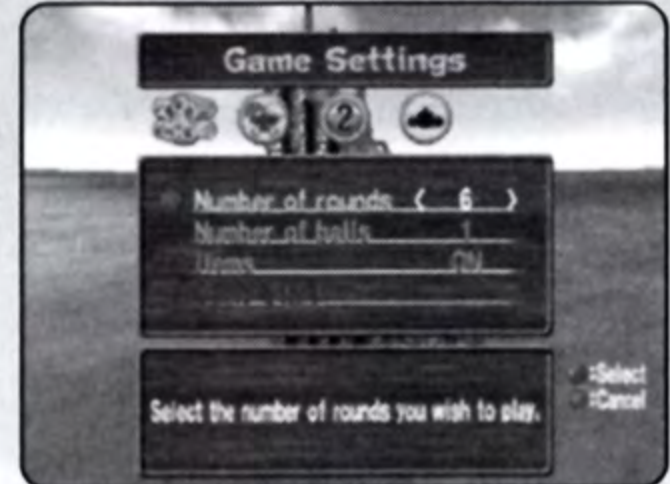 Game Settings
2
Number of rounds < 6 >
Number of balls 1
Items ON
:Select
:Cancel
Select the number of rounds you wish to play.